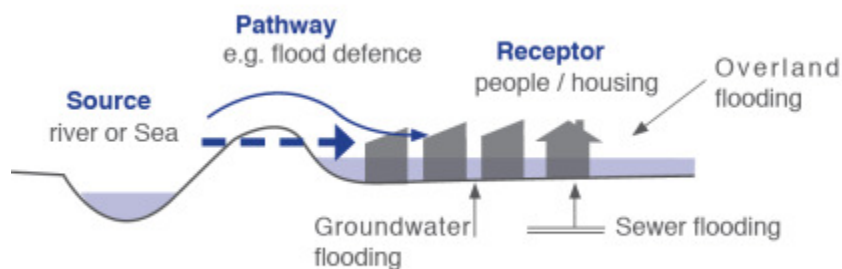 Pathway
e.g. flood defence
Source
river or Sea
Receptor
people / housing
Overland
flooding
Groundwater
flooding
Sewer flooding